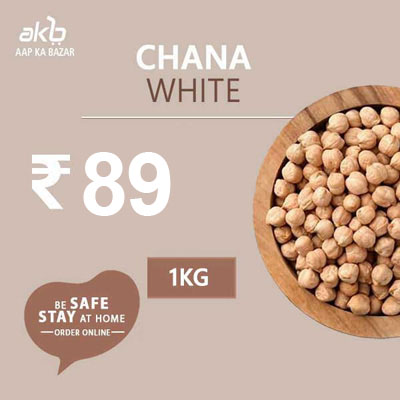 akb
AAP KA BAZAR
CHANA
WHITE
₹ 89
1KG
BE SAFE
STAY AT HOME
ORDER ONLINE